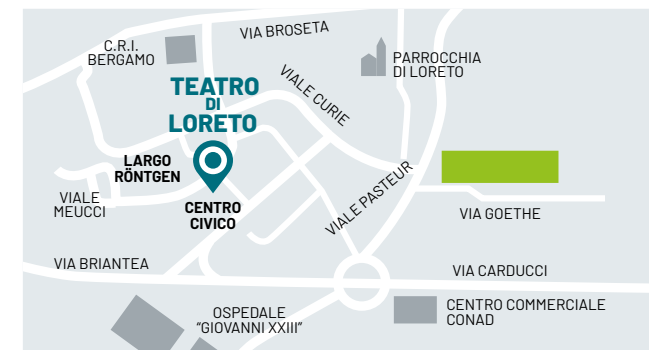 VIA BROSETA
C.R.I.
BERGAMO
PARROCCHIA
DI LORETO
TEATRO
DI
LORETO
VIALE CURIE
LARGO
RÖNTGEN
VIALE
MEUCCI
CENTRO
CIVICO
VIALE PASTEUR
VIA GOETHE
VIA BRIANTEA
VIA CARDUCCI
OSPEDALE
“GIOVANNI XXIII”
CENTRO COMMERCIALE
CONAD